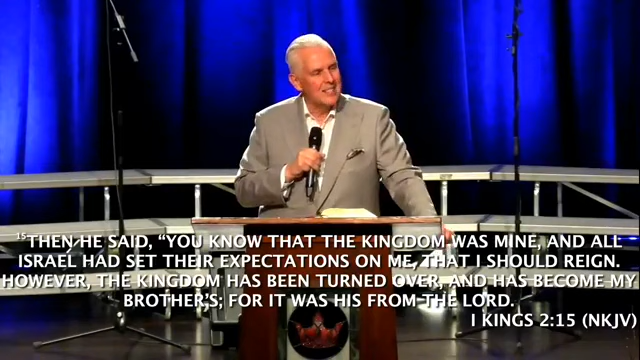 15THEN HE SAID, “YOU KNOW THAT THE KINGDOM WAS MINE, AND ALL
ISRAEL HAD SET THEIR EXPECTATIONS ON ME, THAT I SHOULD REIGN.
HOWEVER, THE KINGDOM HAS BEEN TURNED OVER, AND HAS BECOME MY
BROTHER’S; FOR IT WAS HIS FROM THE LORD.
I KINGS 2:15 (NKJV)